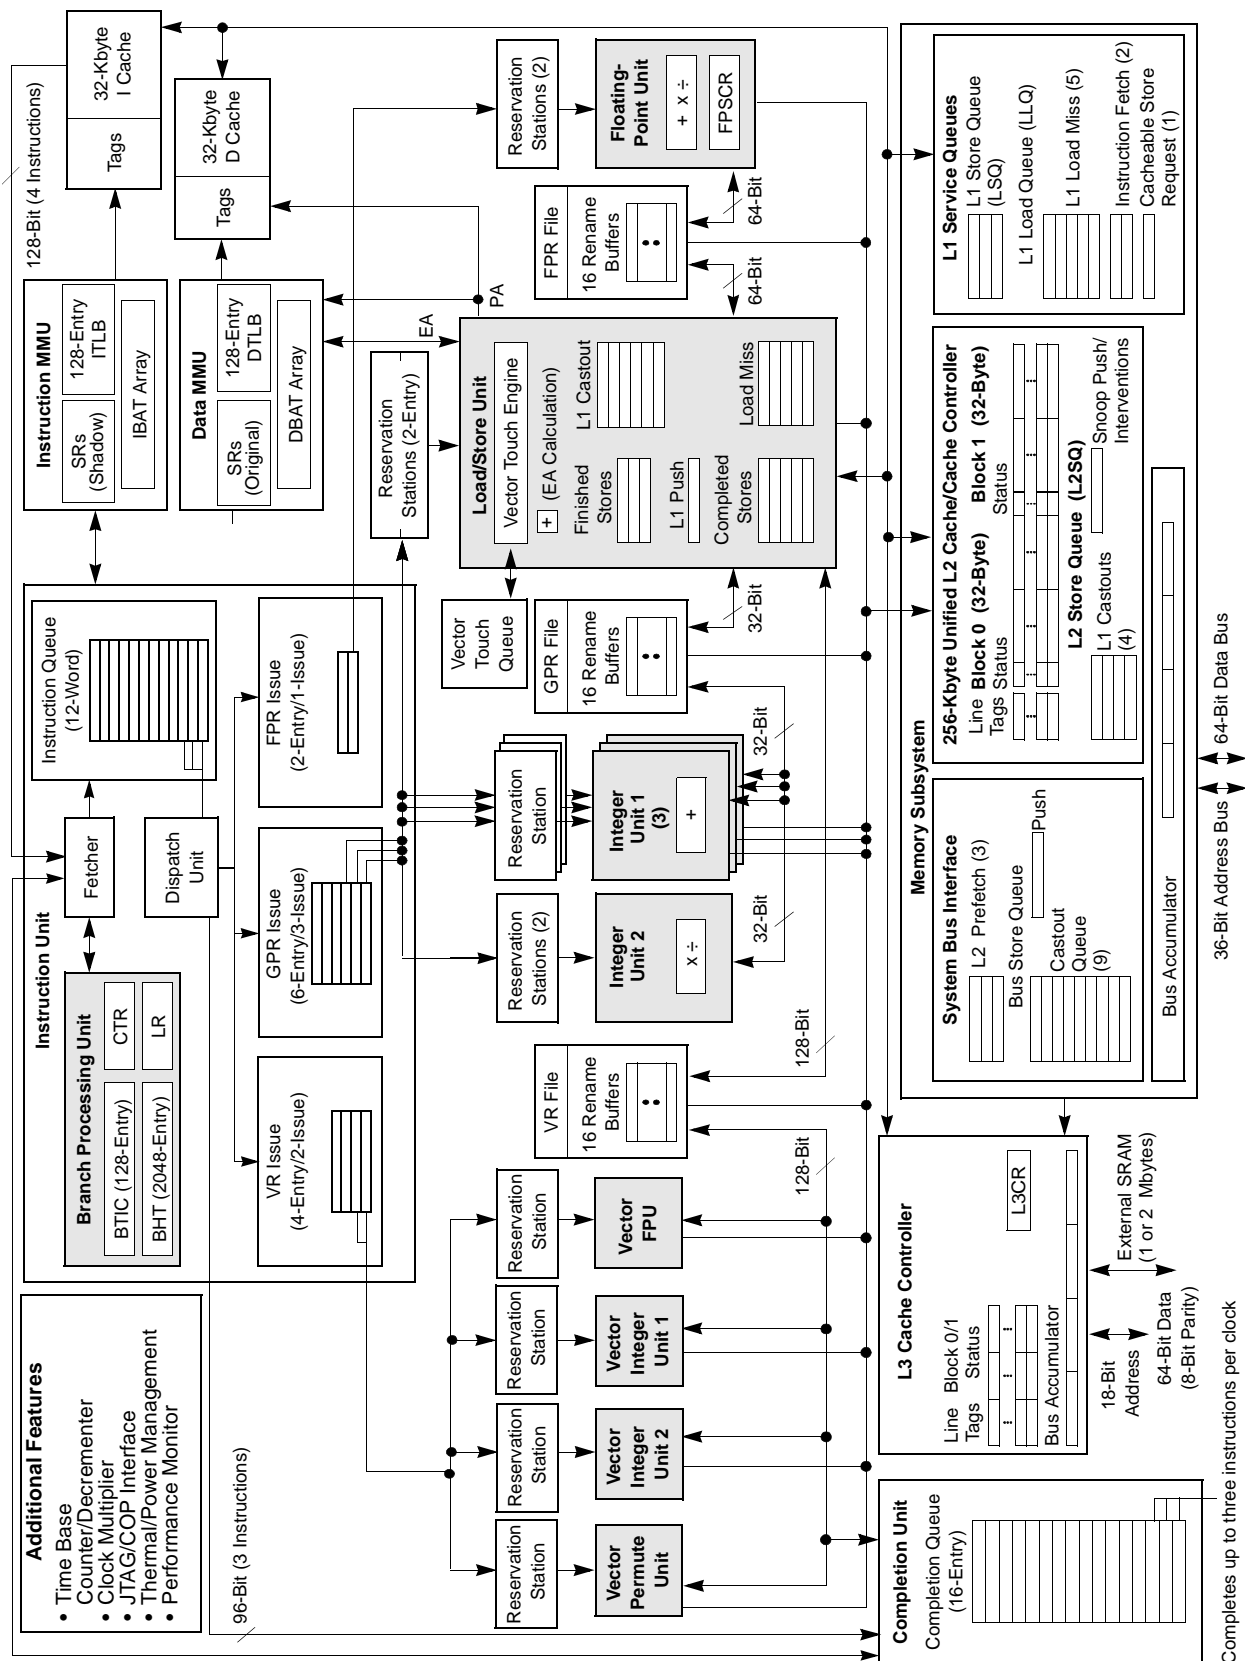 Additional Features
• Time Base
Counter/Decrementer
• Clock Multiplier
• JTAG/COP Interface
• Thermal/Power Management
• Performance Monitor
96-Bit (3 Instructions)
Instruction Unit
Branch Processing Unit
BTIC (128-Entry)
CTR
BHT (2048-Entry)
LR
Fetcher
Instruction Queue
(12-Word)
Dispatch
Unit
VR Issue
(4-Entry/2-Issue)
GPR Issue
(6-Entry/3-Issue)
FPR Issue
(2-Entry/1-Issue)
128-Bit (4 Instructions)
Instruction MMU
SRs
(Shadow)
128-Entry
ITLB
IBAT Array
Tags
32-Kbyte
I Cache
Data MMU
SRs
(Original)
128-Entry
DTLB
DBAT Array
Tags
32-Kbyte
D Cache
EA
PA
Reservation
Station
Reservation
Station
Reservation
Station
Reservation
Station
Reservation
Stations (2)
Reservation
Station
Reservation
Stations (2-Entry)
Reservation
Stations (2)
Vector
Permute
Unit
Vector
Integer
Unit 2
Vector
Integer
Unit 1
Vector
FPU
VR File
16 Rename
Buffers
128-Bit
128-Bit
Integer
Unit 2
x ÷
Integer
Unit 1
(3)
+
32-Bit
32-Bit
Vector
Touch
Queue
GPR File
16 Rename
Buffers
32-Bit
Load/Store Unit
Vector Touch Engine
+
(EA Calculation)
Finished
Stores
L1 Castout
L1 Push
Completed
Stores
Load Miss
FPR File
16 Rename
Buffers
64-Bit
64-Bit
Floating-
Point Unit
+ x ÷
FPSCR
Completion Unit
Completion Queue
(16-Entry)
Completes up to three instructions per clock
L3 Cache Controller
Line
Tags
Block 0/1
Status
L3CR
Bus Accumulator
18-Bit
Address
64-Bit Data
(8-Bit Parity)
External SRAM
(1 or 2 Mbytes)
Memory Subsystem
System Bus Interface
L2 Prefetch (3)
Bus Store Queue
Castout
Queue
(9)
Push
Bus Accumulator
256-Kbyte Unified L2 Cache/Cache Controller
Line
Tags
Block 0 (32-Byte)
Status
Block 1 (32-Byte)
Status
L2 Store Queue (L2SQ)
L1 Castouts
(4)
Snoop Push/
Interventions
Bus Accumulator
L1 Service Queues
L1 Store Queue
(LSQ)
L1 Load Queue (LLQ)
L1 Load Miss (5)
Instruction Fetch (2)
Cacheable Store
Request (1)
36-Bit Address Bus
64-Bit Data Bus